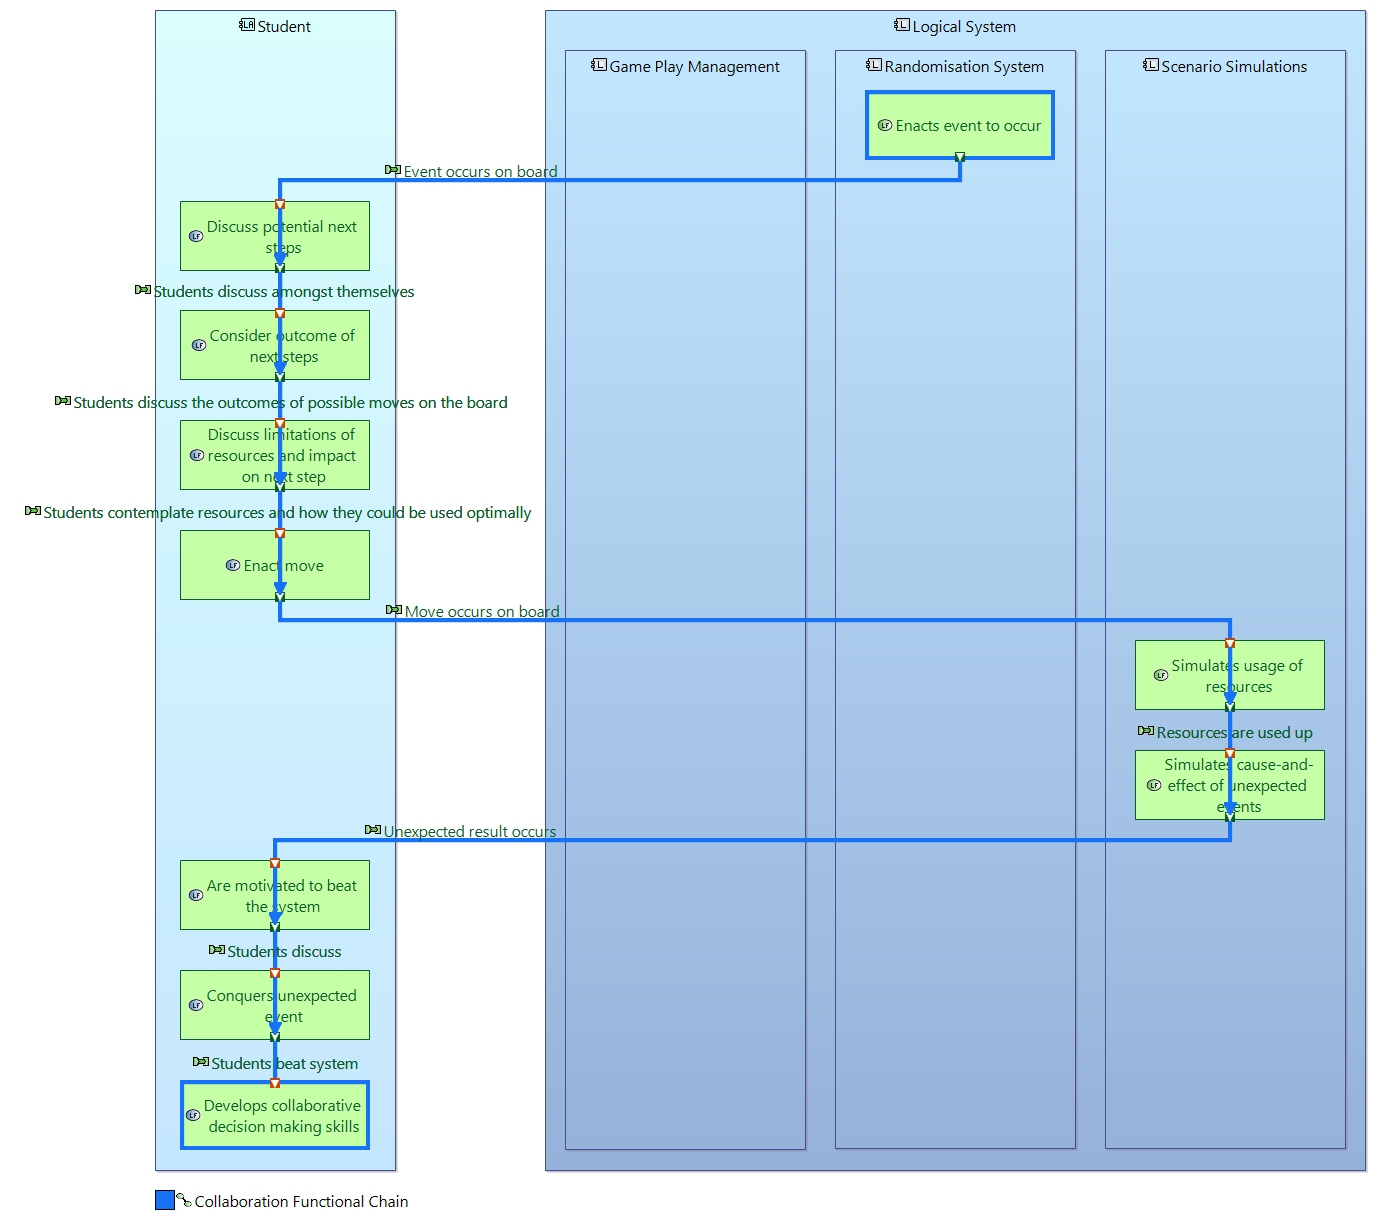 Student
Logical System
Game Play Management
Randomisation System
Scenario Simulations
Enacts event to occur
Event occurs on board
Discuss potential next
steps
Students discuss amongst themselves
Consider outcome of
next steps
Students discuss the outcomes of possible moves on the board
Discuss limitations of
resources and impact
on next step
Students contemplate resources and how they could be used optimally
Enact move
Move occurs on board
Simulates usage of
resources
Resources are used up
Simulates cause-and-
effect of unexpected
events
Unexpected result occurs
Are motivated to beat
the system
Students discuss
Conquers unexpected
event
Students beat system
Develops collaborative
decision making skills
Collaboration Functional Chain